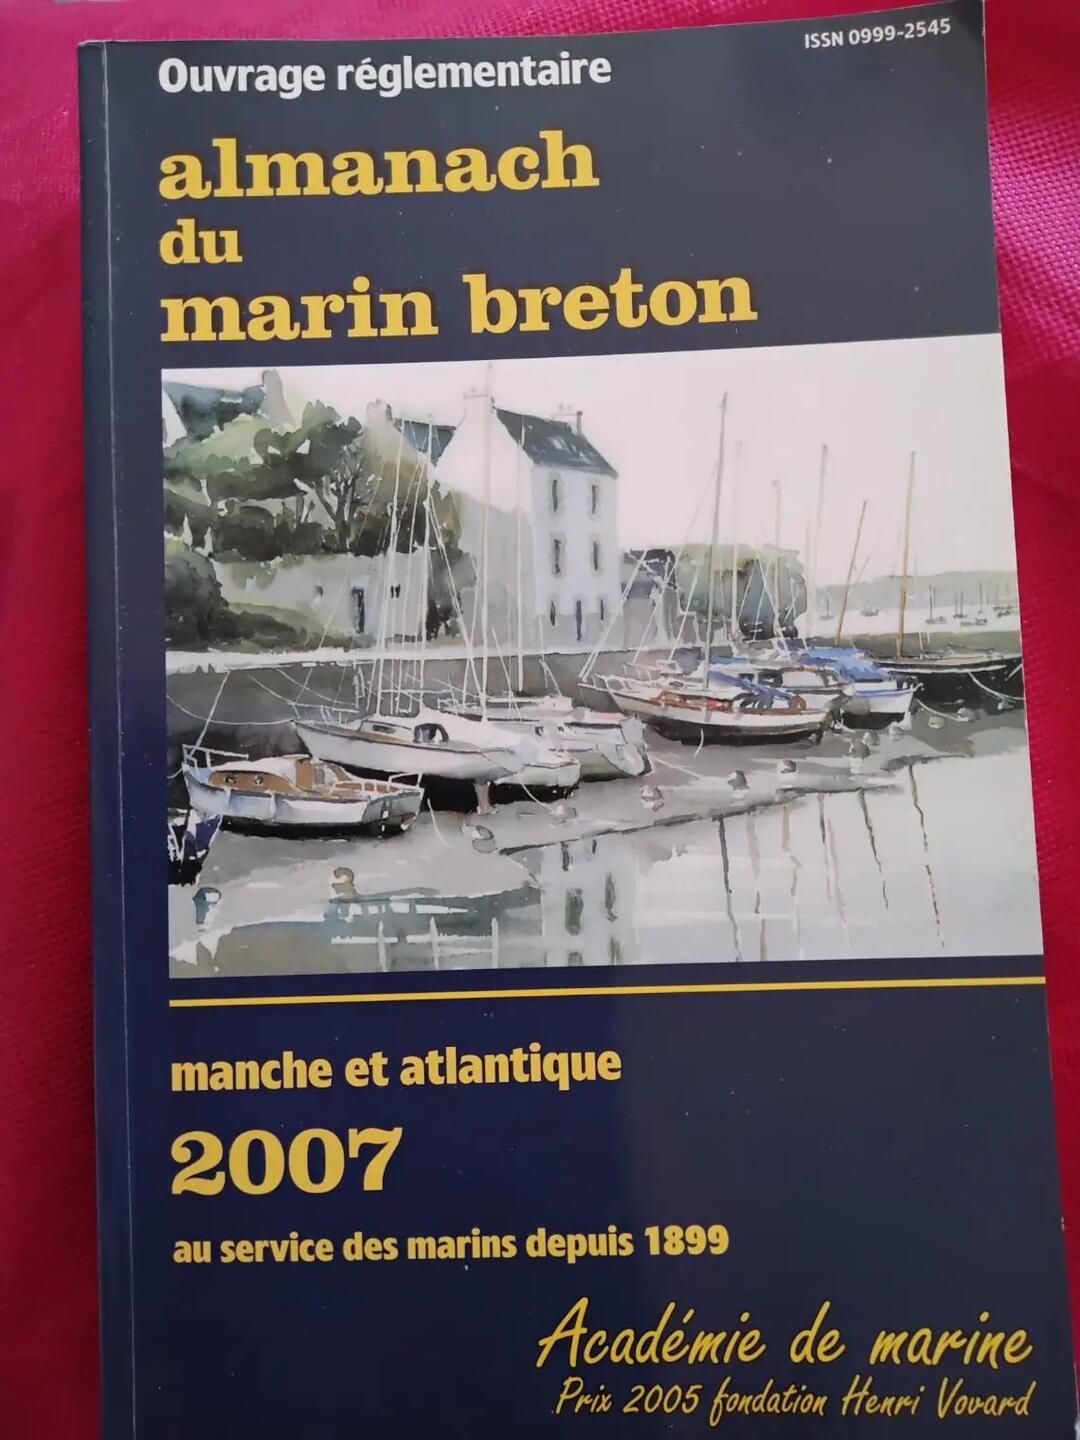 ISSN 0999-2545
Ouvrage réglementaire
almanach
du
marin breton
manche et atlantique
2007
au service des marins depuis 1899
Académie de marine
Prix 2005 fondation Henri Vovard